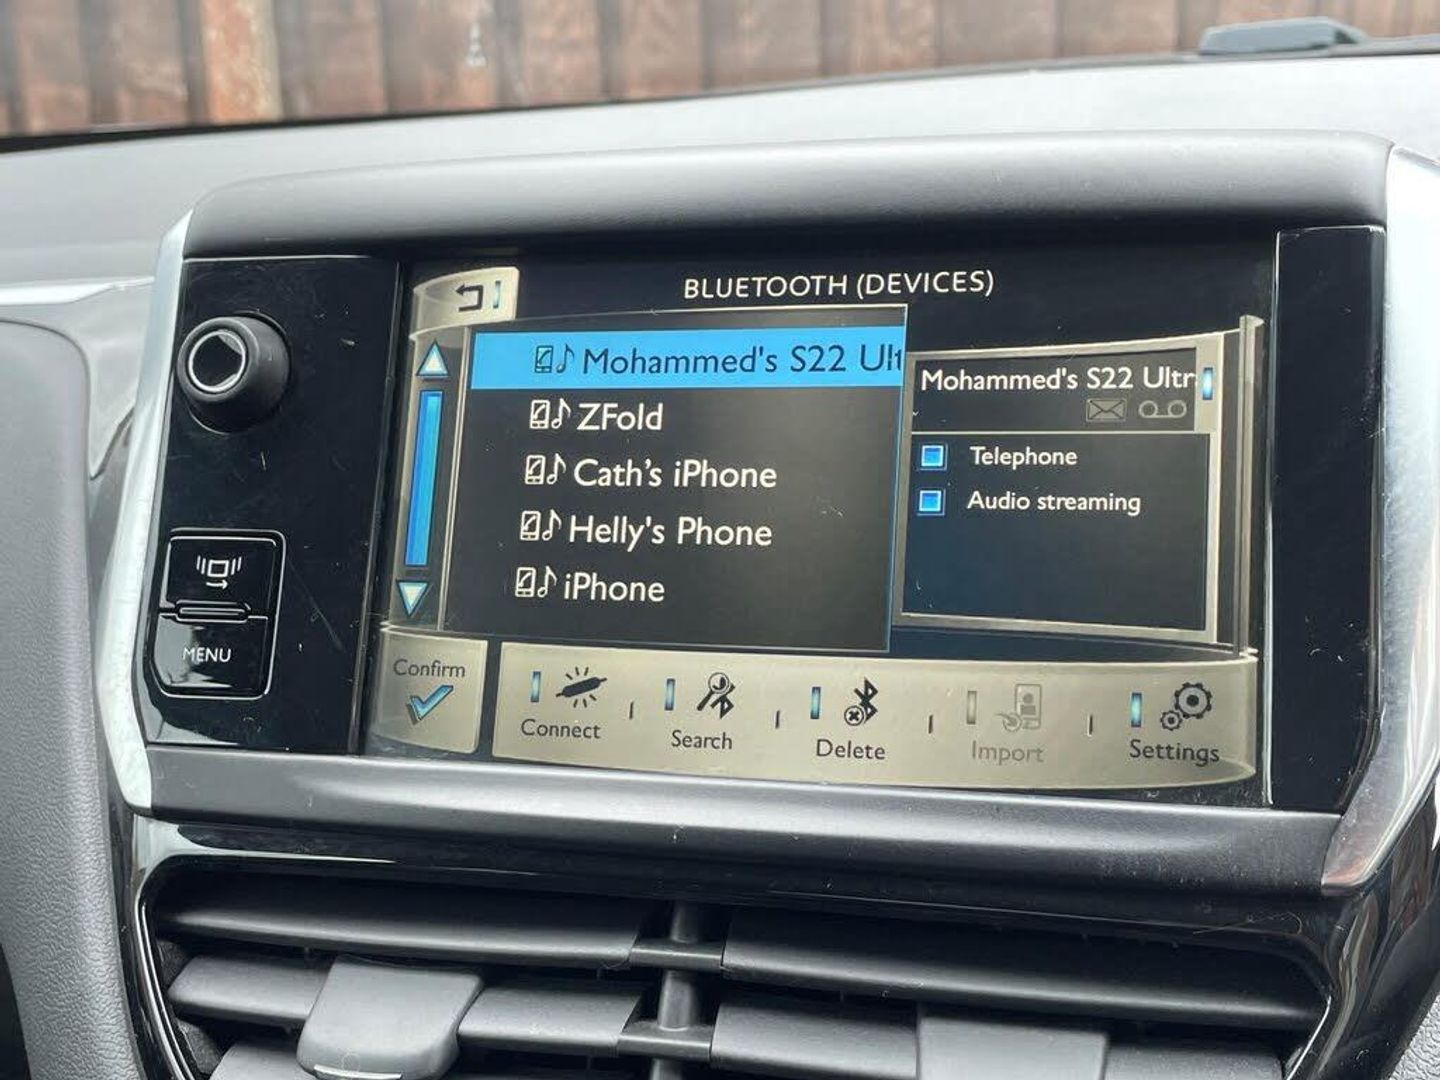 BLUETOOTH (DEVICES)
Mohammed's S22 Ult
ZFold
Cath's iPhone
Helly's Phone
iPhone
Mohammed's S22 Ultr
Telephone
Audio streaming
MENU
Confirm
Connect
Search
Delete
Import
Settings